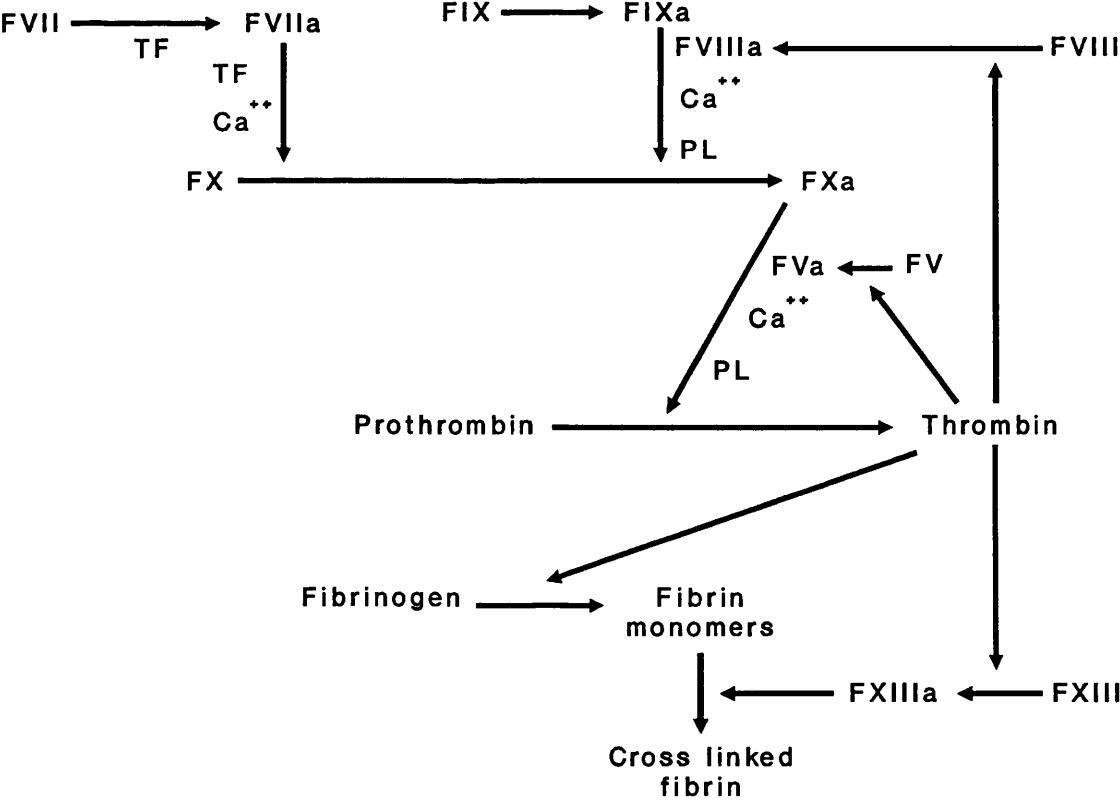 FVII
TF
FVIIa
FIX
FIXa
FVIIIa
FVIII
TF
Ca++
Ca++
PL
FX
FXa
FVa
FV
Ca++
PL
Prothrombin
Thrombin
Fibrinogen
Fibrin
monomers
FXIIIa
FXIII
Cross linked
fibrin